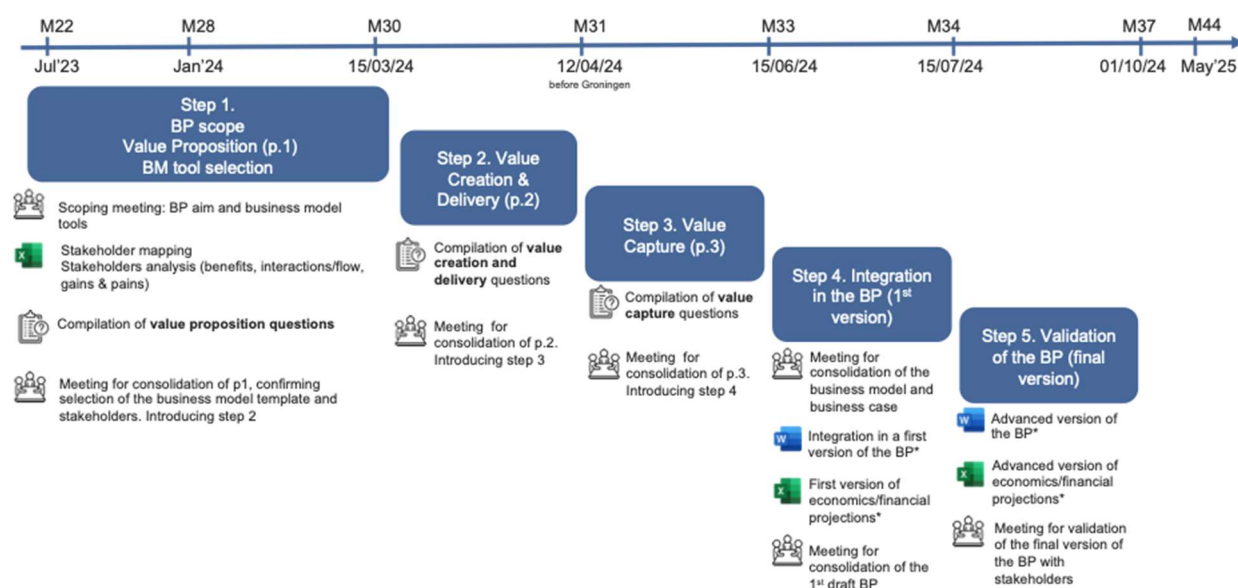 M22 M28 M30 M31 M33 M34 M37 M44
Jul'23 Jan'24 15/03/24 12/04/24 15/06/24 15/07/24 01/10/24 May'25
before Groningen
Step 1.
BP scope
Value Proposition (p.1)
BM tool selection
Scoping meeting: BP aim and business model
tools
Stakeholder mapping
Stakeholders analysis (benefits, interactions/flow,
gains & pains)
Compilation of value proposition questions
Meeting for consolidation of p1, confirming
selection of the business model template and
stakeholders. Introducing step 2
Step 2. Value
Creation &
Delivery (p.2)
Compilation of value
creation and
delivery questions
Meeting for
consolidation of p.2.
Introducing step 3
Step 3. Value
Capture (p.3)
Compilation of value
capture questions
Meeting for
consolidation of p.3.
Introducing step 4
Step 4. Integration
in the BP (1st
version)
Meeting for
consolidation of the
business model and
business case
Integration in a first
version of the BP*
First version of
economics/financial
projections*
Meeting for
consolidation of the
1st draft BP
Step 5. Validation
of the BP (final
version)
Advanced version of
the BP*
Advanced version of
economics/financial
projections*
Meeting for validation
of the final version of
the BP with
stakeholders